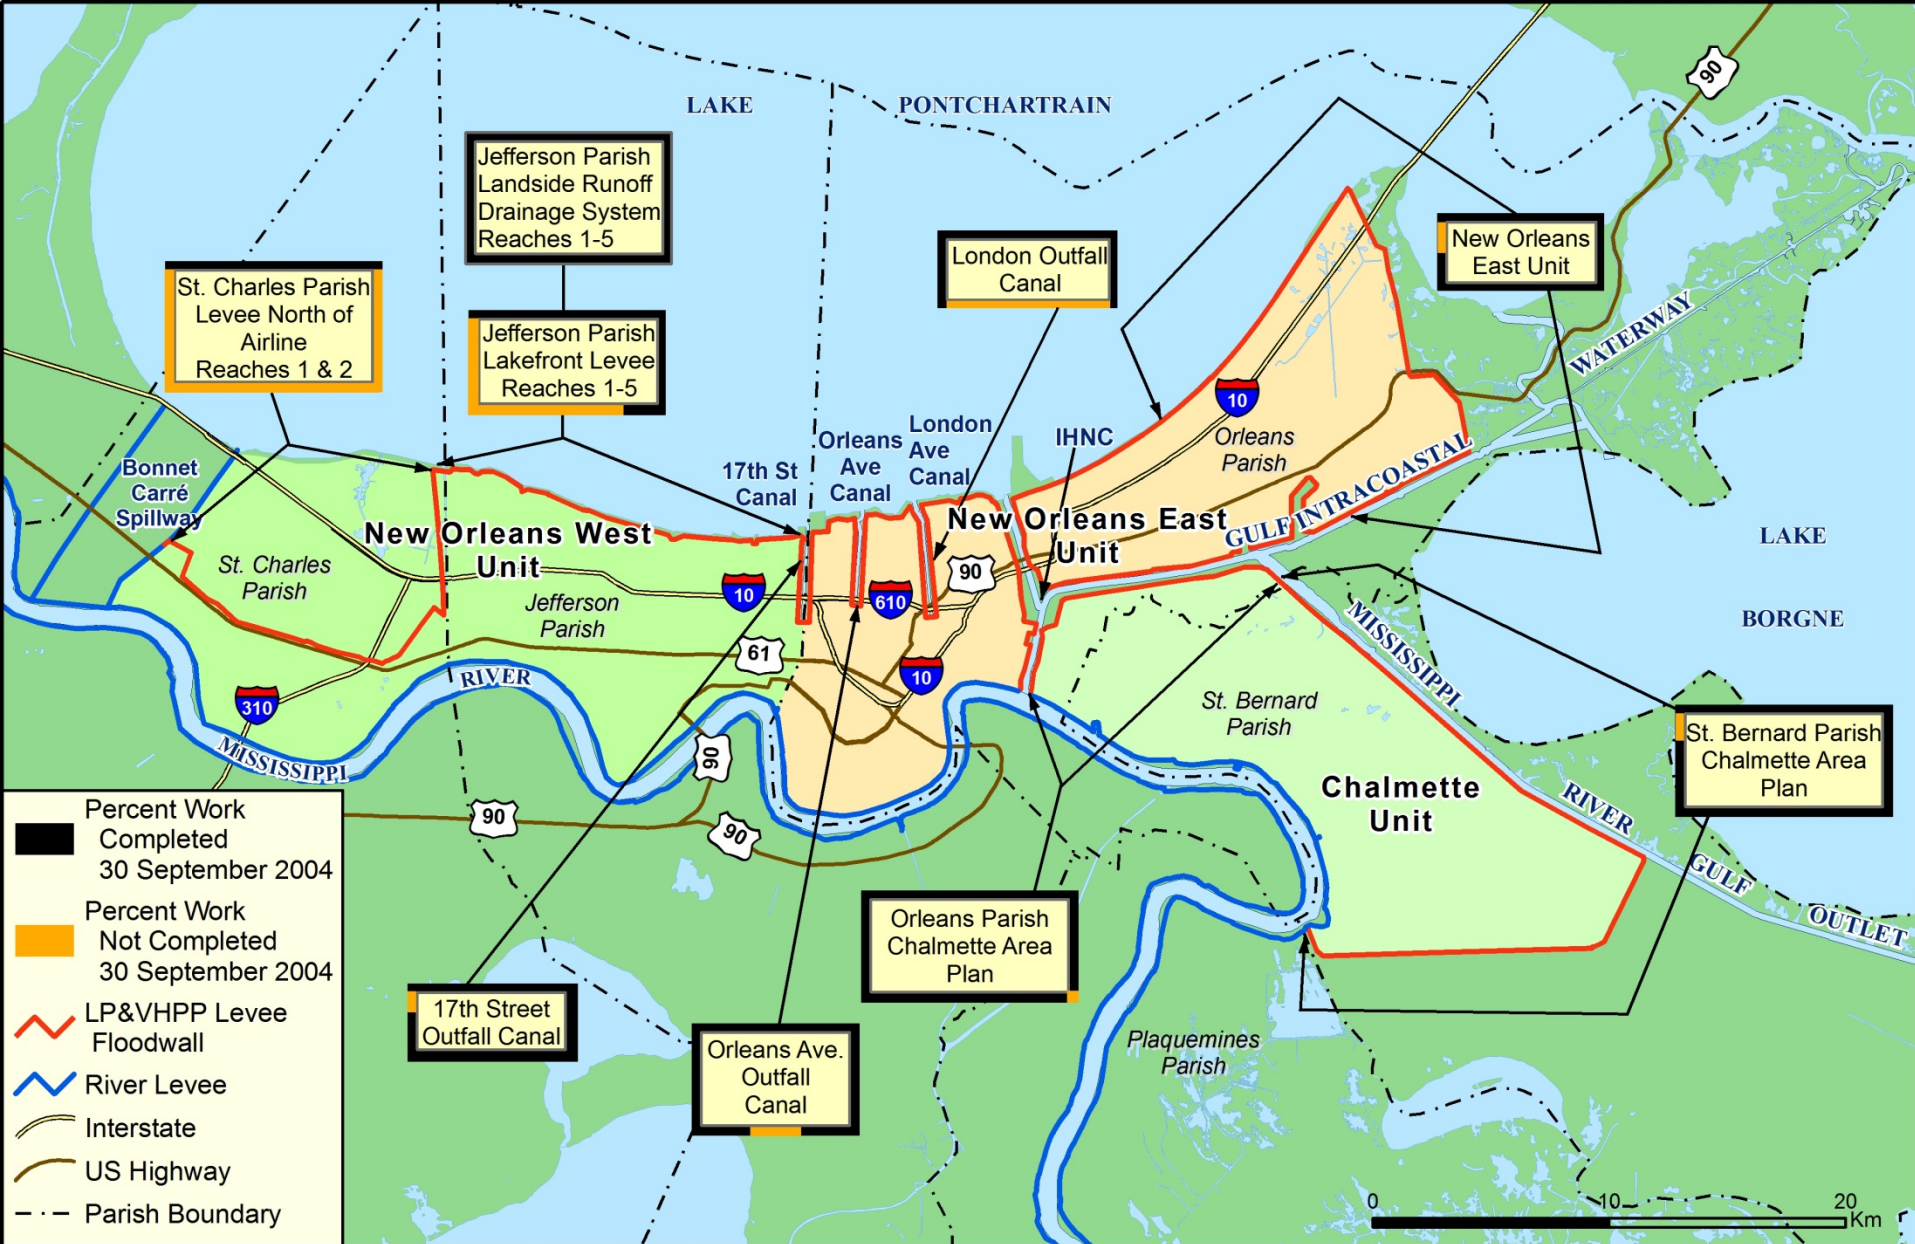 90
LAKE PONTCHARTRAIN
Jefferson Parish
Landside Runoff
Drainage System
Reaches 1-5
New Orleans
East Unit
London Outfall
Canal
St. Charles Parish
Levee North of
Airline
Reaches 1 & 2
Jefferson Parish
Lakefront Levee
Reaches 1-5
WATERWAY
10
London
Ave
Canal
Orleans
Ave
Canal
IHNC
Orleans
Parish
17th St
Canal
Bonnet
Carré
Spillway
GULF INTRACOASTAL
New Orleans West
Unit
New Orleans East
Unit
LAKE
BORGNE
St. Charles
Parish
90
Jefferson
Parish
10
610
61
10
RIVER
MISSISSIPPI
St. Bernard
Parish
310
MISSISSIPPI
90
St. Bernard Parish
Chalmette Area
Plan
Chalmette
Unit
RIVER
GULF
OUTLET
90
90
Orleans Parish
Chalmette Area
Plan
17th Street
Outfall Canal
Orleans Ave.
Outfall
Canal
Plaquemines
Parish
Percent Work
Completed
30 September 2004
Percent Work
Not Completed
30 September 2004
LP&VHPP Levee
Floodwall
River Levee
Interstate
US Highway
Parish Boundary
0 10 20
Km